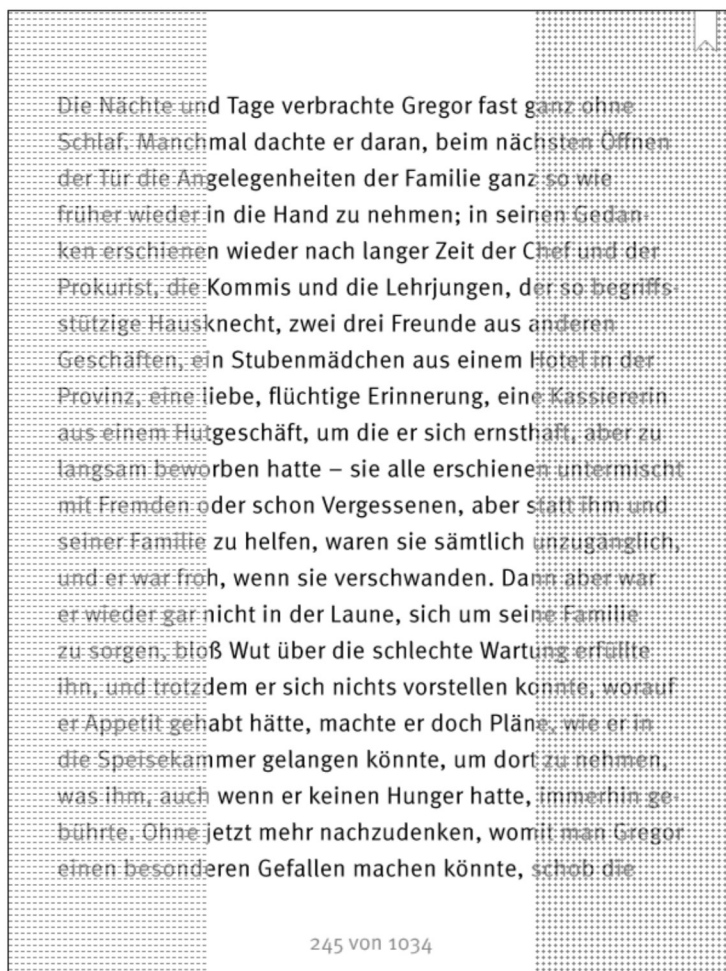 Die Nächte und Tage verbrachte Gregor fast ganz ohne
Schlaf. Manchmal dachte er daran, beim nächsten Öffnen
der Tür die Angelegenheiten der Familie ganz so wie
früher wieder in die Hand zu nehmen; in seinen Gedan-
ken erschienen wieder nach langer Zeit der Chef und der
Prokurist, die Kommis und die Lehrjungen, der so begriffs-
stützige Hausknecht, zwei drei Freunde aus anderen
Geschäften, ein Stubenmädchen aus einem Hotel in der
Provinz, eine liebe, flüchtige Erinnerung, eine Kassiererin
aus einem Hutgeschäft, um die er sich ernsthaft, aber zu
langsam beworben hatte – sie alle erschienen untermischt
mit Fremden oder schon Vergessenen, aber statt ihm und
seiner Familie zu helfen, waren sie sämtlich unzugänglich,
und er war froh, wenn sie verschwanden. Dann aber war
er wieder gar nicht in der Laune, sich um seine Familie
zu sorgen, bloß Wut über die schlechte Wartung erfüllte
ihn, und trotzdem er sich nichts vorstellen konnte, worauf
er Appetit gehabt hätte, machte er doch Pläne, wie er in
die Speisekammer gelangen könnte, um dort zu nehmen,
was ihm, auch wenn er keinen Hunger hatte, immerhin ge-
bührte. Ohne jetzt mehr nachzudenken, womit man Gregor
einen besonderen Gefallen machen könnte, schob die
245 von 1034